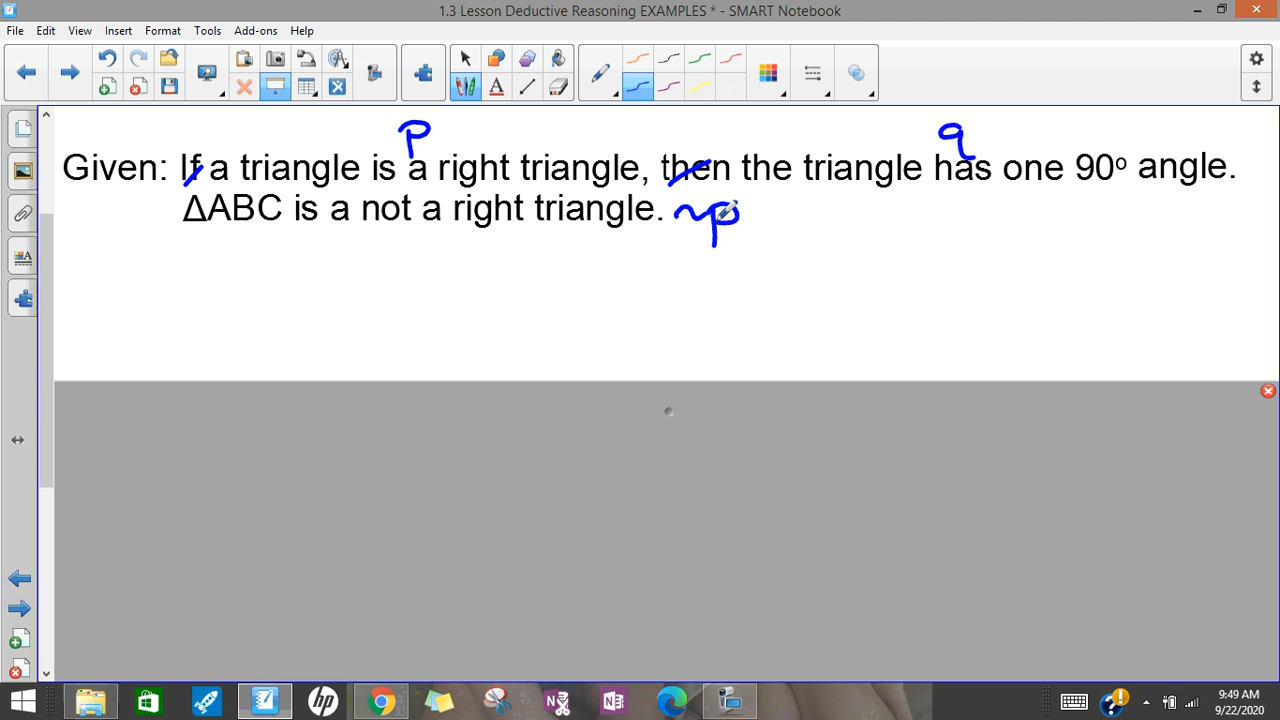 1.3 Lesson Deductive Reasoning EXAMPLES * - SMART Notebook
File Edit View Insert Format Tools Add-ons Help
p q
Given: If a triangle is a right triangle, then the triangle has one 90º angle.
ΔABC is a not a right triangle. ~p
9:49 AM
9/22/2020